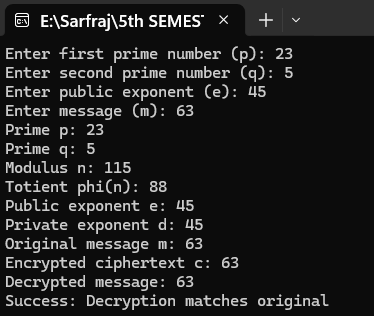 E:\Sarfraj\5th SEMES
Enter first prime number (p): 23
Enter second prime number (q): 5
Enter public exponent (e): 45
Enter message (m): 63
Prime p: 23
Prime q: 5
Modulus n: 115
Totient phi(n): 88
Public exponent e: 45
Private exponent d: 45
Original message m: 63
Encrypted ciphertext c: 63
Decrypted message: 63
Success: Decryption matches original